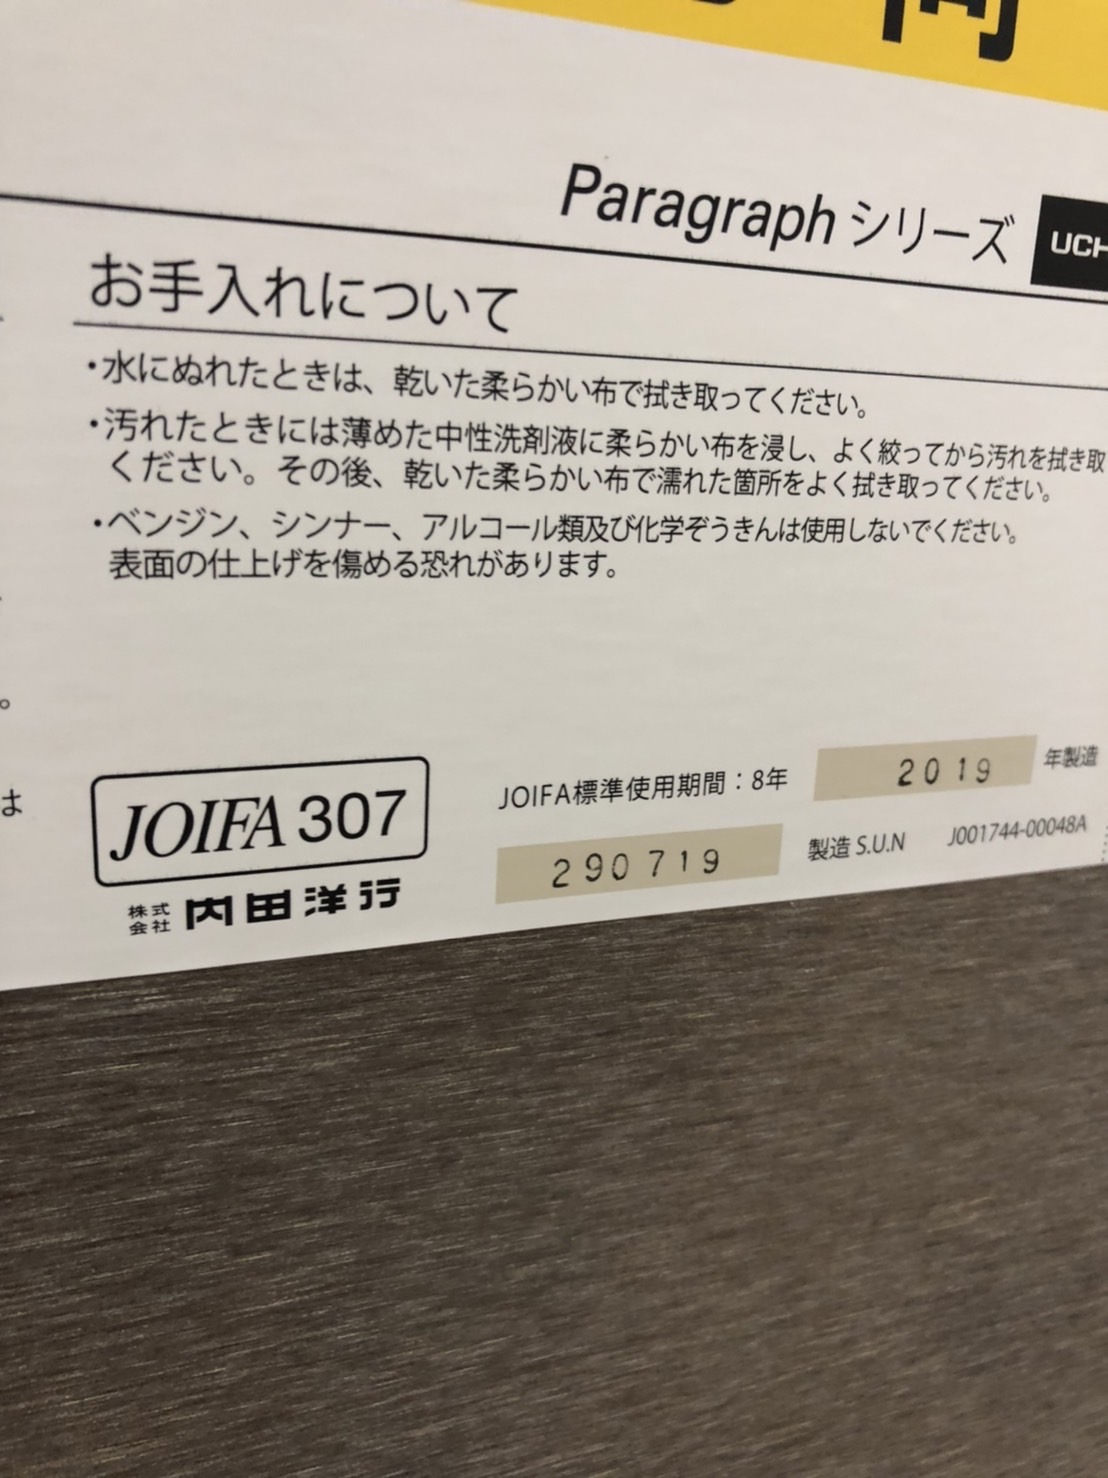 Paragraph シリーズ
UCH
お手入れについて
・水にぬれたときは、乾いた柔らかい布で拭き取ってください。
・汚れたときには薄めた中性洗剤液に柔らかい布を浸し、よく絞ってから汚れを拭き取
ください。その後、乾いた柔らかい布で濡れた箇所をよく拭き取ってください。
・ベンジン、シンナー、アルコール類及び化学ぞうきんは使用しないでください。
表面の仕上げを傷める恐れがあります。
。
は
JOIFA 307
株式会社 内田洋行
JOIFA標準使用期間：8年 2019 年製造
290719 製造 S.U.N J001744-00048A